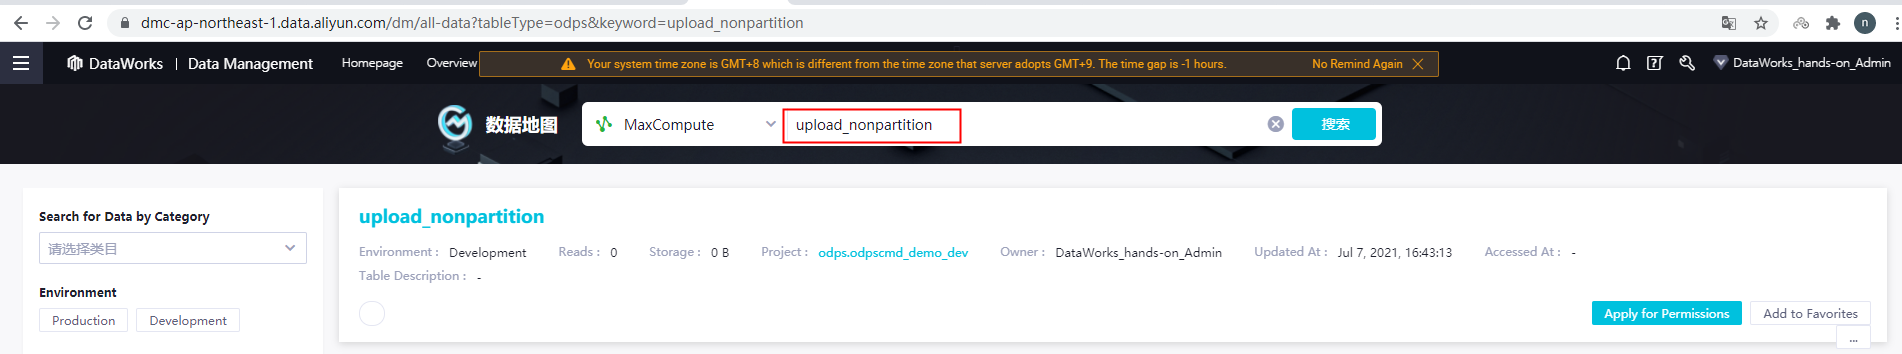 dmc-ap-northeast-1.data.aliyun.com/dm/all-data?tableType=odps&keyword=upload_nonpartition
n
DataWorks | Data Management Homepage Overview
Your system time zone is GMT+8 which is different from the time zone that server adopts GMT+9. The time gap is -1 hours. No Remind Again
DataWorks_hands-on_Admin
数据地图 MaxCompute upload_nonpartition 搜索
Search for Data by Category
请选择类目
Environment
Production Development
upload_nonpartition
Environment : Development Reads : 0 Storage : 0 B Project : odps.odpscmd_demo_dev Owner : DataWorks_hands-on_Admin Updated At : Jul 7, 2021, 16:43:13 Accessed At : -
Table Description : -
Apply for Permissions Add to Favorites
...